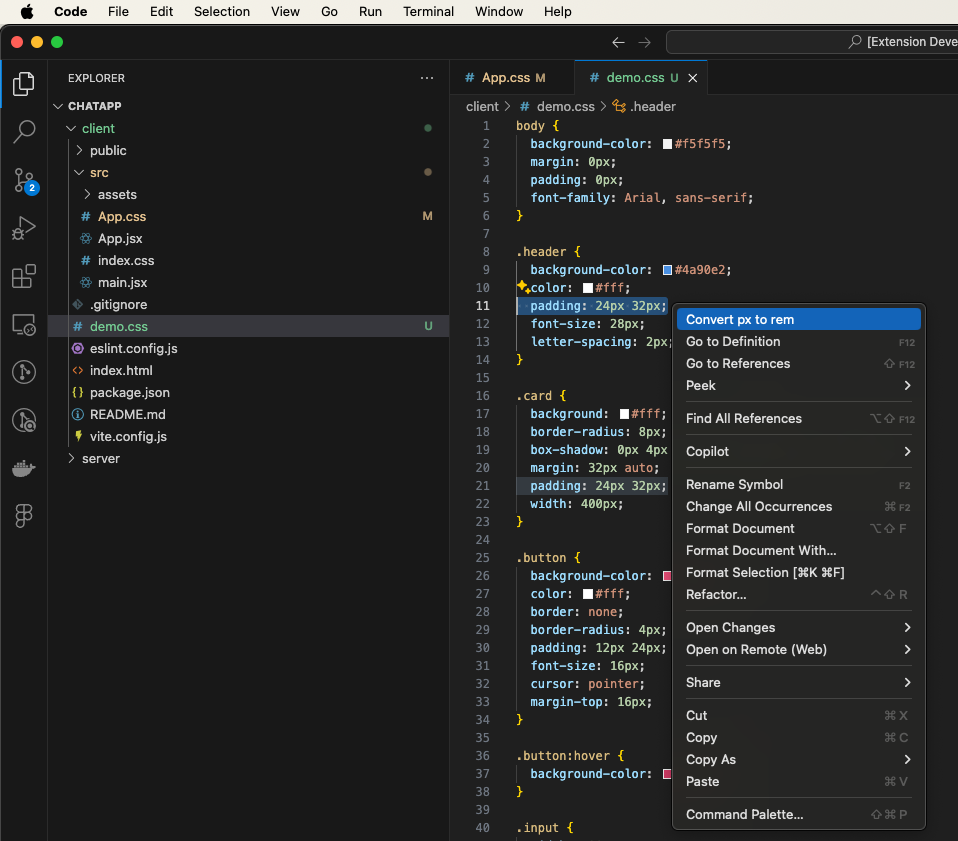 Code File Edit Selection View Go Run Terminal Window Help
[Extension Deve
EXPLORER
CHATAPP
client
public
src
assets
# App.css M
App.jsx
# index.css
main.jsx
.gitignore
# demo.css U
eslint.config.js
<> index.html
{} package.json
README.md
vite.config.js
server
2
# App.css M # demo.css U
client > # demo.css > .header
1 body {
2 background-color: #f5f5f5;
3 margin: 0px;
4 padding: 0px;
5 font-family: Arial, sans-serif;
6 }
7
8 .header {
9 background-color: #4a90e2;
10 color: #fff;
11 padding: 24px 32px;
12 font-size: 28px;
13 letter-spacing: 2px;
14 }
15
16 .card {
17 background: #fff;
18 border-radius: 8px;
19 box-shadow: 0px 4px
20 margin: 32px auto;
21 padding: 24px 32px;
22 width: 400px;
23 }
24
25 .button {
26 background-color:
27 color: #fff;
28 border: none;
29 border-radius: 4px;
30 padding: 12px 24px;
31 font-size: 16px;
32 cursor: pointer;
33 margin-top: 16px;
34 }
35
36 .button:hover {
37 background-color:
38 }
39
40 .input {
Convert px to rem
Go to Definition F12
Go to References ⇧ F12
Peek
Find All References ⌥⇧ F12
Copilot
Rename Symbol F2
Change All Occurrences ⌘ F2
Format Document ⌥⇧ F
Format Document With...
Format Selection [⌘K ⌘F]
Refactor... ^⇧ R
Open Changes
Open on Remote (Web)
Share
Cut ⌘ X
Copy ⌘ C
Copy As
Paste ⌘ V
Command Palette... ⇧⌘ P